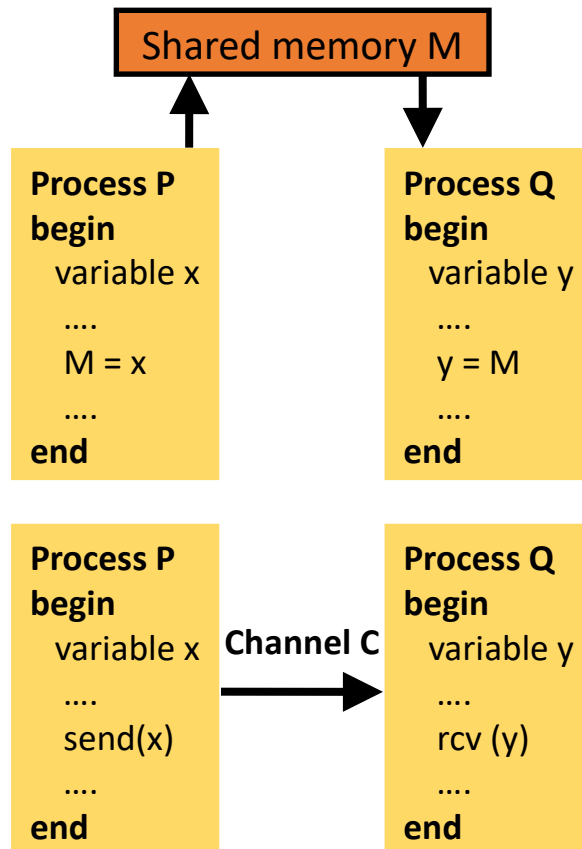 Shared memory M
Process P
begin
variable x
....
M = x
....
end
Process Q
begin
variable y
....
y = M
....
end
Process P
begin
variable x
....
send(x)
....
end
Channel C
Process Q
begin
variable y
....
rcv (y)
....
end